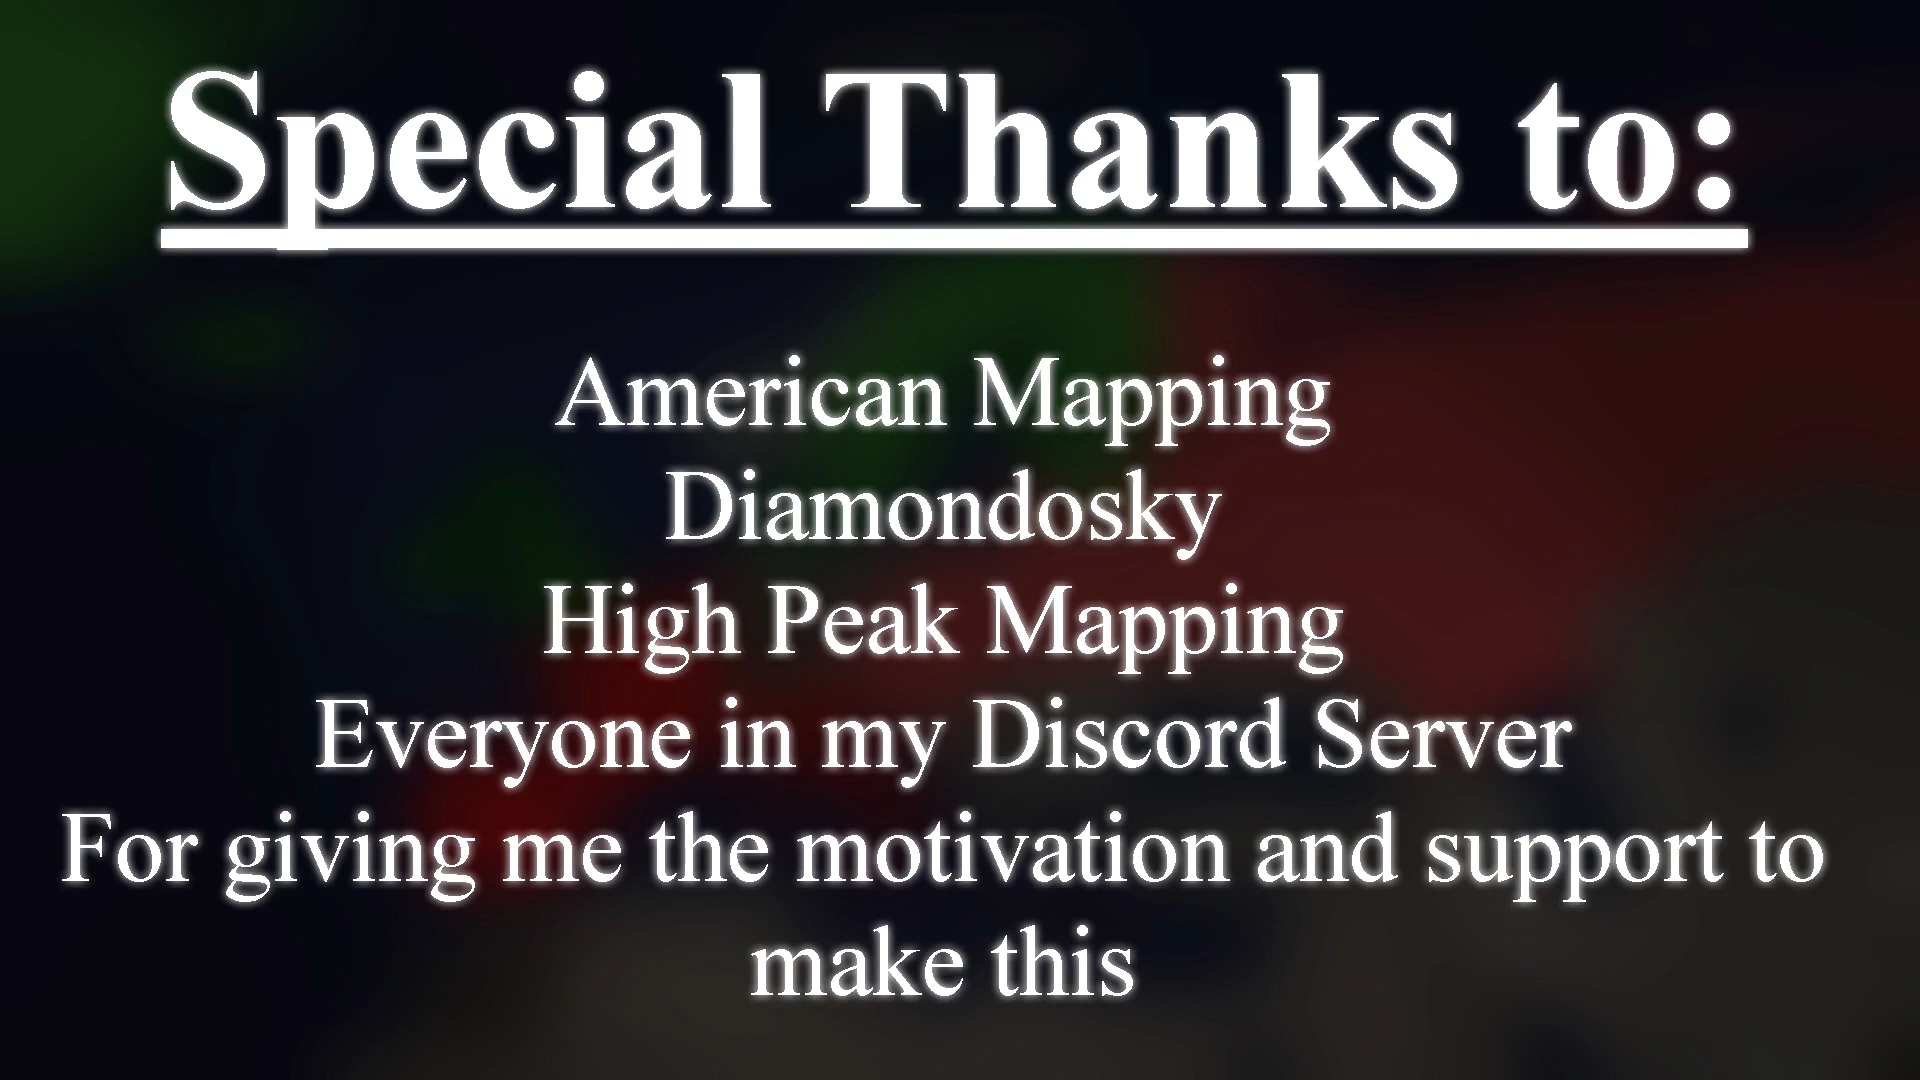 Special Thanks to:
American Mapping
Diamondosky
High Peak Mapping
Everyone in my Discord Server
For giving me the motivation and support to
make this